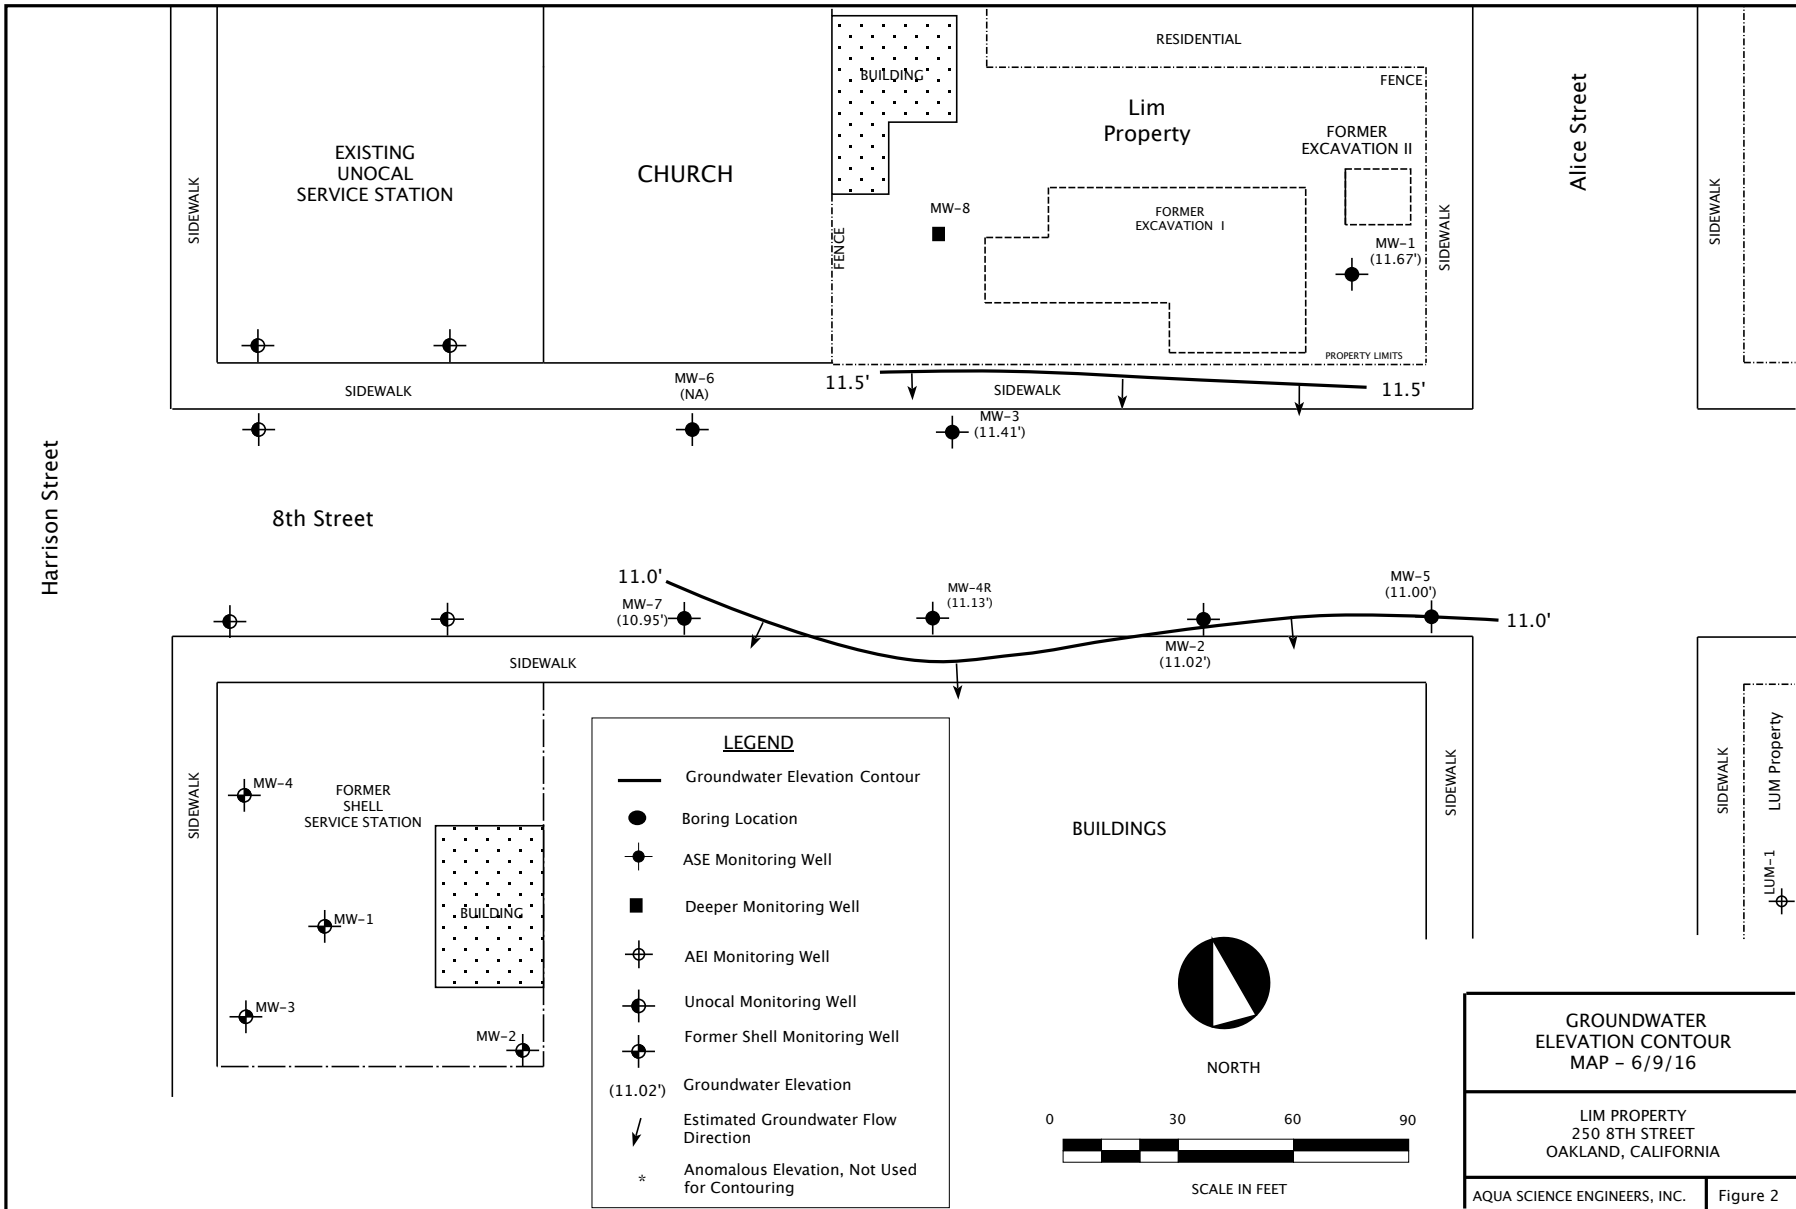 RESIDENTIAL
FENCE
BUILDING
Lim
Property
FORMER
EXCAVATION II
EXISTING
UNOCAL
SERVICE STATION
CHURCH
SIDEWALK
Alice Street
SIDEWALK
SIDEWALK
MW-8
FORMER
EXCAVATION I
FENCE
MW-1
(11.67')
PROPERTY LIMITS
SIDEWALK
MW-6
(NA)
11.5'
SIDEWALK
11.5'
MW-3
(11.41')
Harrison Street
8th Street
11.0'
MW-7
(10.95')
MW-4R
(11.13')
MW-5
(11.00')
11.0'
MW-2
(11.02')
SIDEWALK
SIDEWALK
MW-4
FORMER
SHELL
SERVICE STATION
BUILDING
MW-1
MW-3
MW-2
LEGEND
Groundwater Elevation Contour
Boring Location
ASE Monitoring Well
Deeper Monitoring Well
AEI Monitoring Well
Unocal Monitoring Well
Former Shell Monitoring Well
(11.02') Groundwater Elevation
Estimated Groundwater Flow
Direction
* Anomalous Elevation, Not Used
for Contouring
BUILDINGS
SIDEWALK
SIDEWALK
LUM Property
LUM-1
NORTH
0 30 60 90
SCALE IN FEET
GROUNDWATER
ELEVATION CONTOUR
MAP – 6/9/16
LIM PROPERTY
250 8TH STREET
OAKLAND, CALIFORNIA
AQUA SCIENCE ENGINEERS, INC.
Figure 2